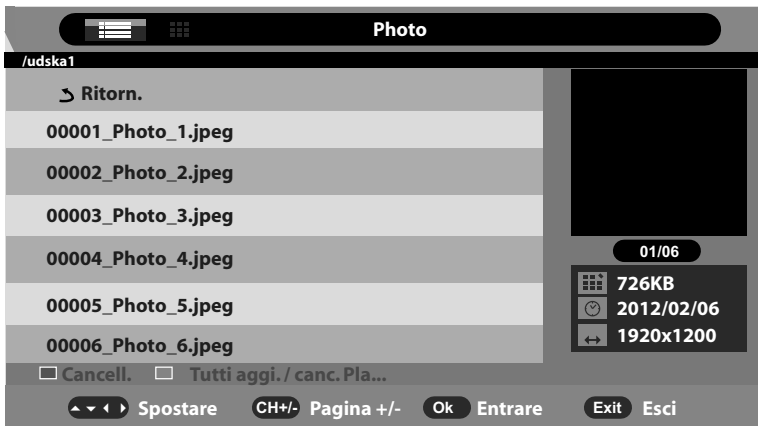 Photo
/udska1
Ritorn.
00001_Photo_1.jpeg
00002_Photo_2.jpeg
00003_Photo_3.jpeg
00004_Photo_4.jpeg
00005_Photo_5.jpeg
00006_Photo_6.jpeg
01/06
726KB
2012/02/06
1920x1200
Cancell. Tutti aggi. / canc. Pla...
Spostare CH+/- Pagina +/- Ok Entrare Exit Esci